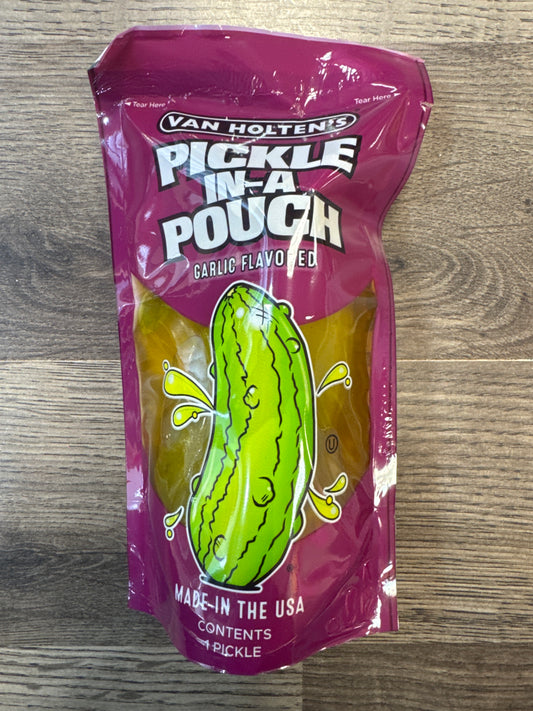 Tear Here
Tear Here
VAN HOLTEN'S
PICKLE
IN-A
POUCH
GARLIC FLAVORED
U
®
MADE IN THE USA
CONTENTS
1 PICKLE